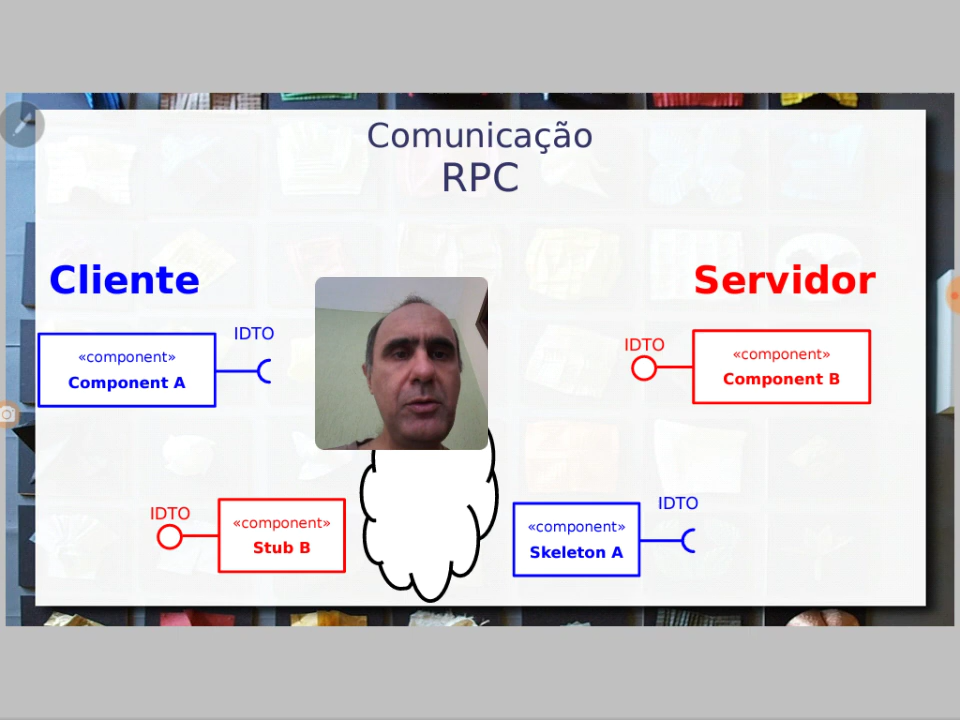 Comunicação
RPC
Cliente
Servidor
IDTO
«component»
Component A
IDTO
«component»
Component B
IDTO
«component»
Stub B
«component»
Skeleton A
IDTO